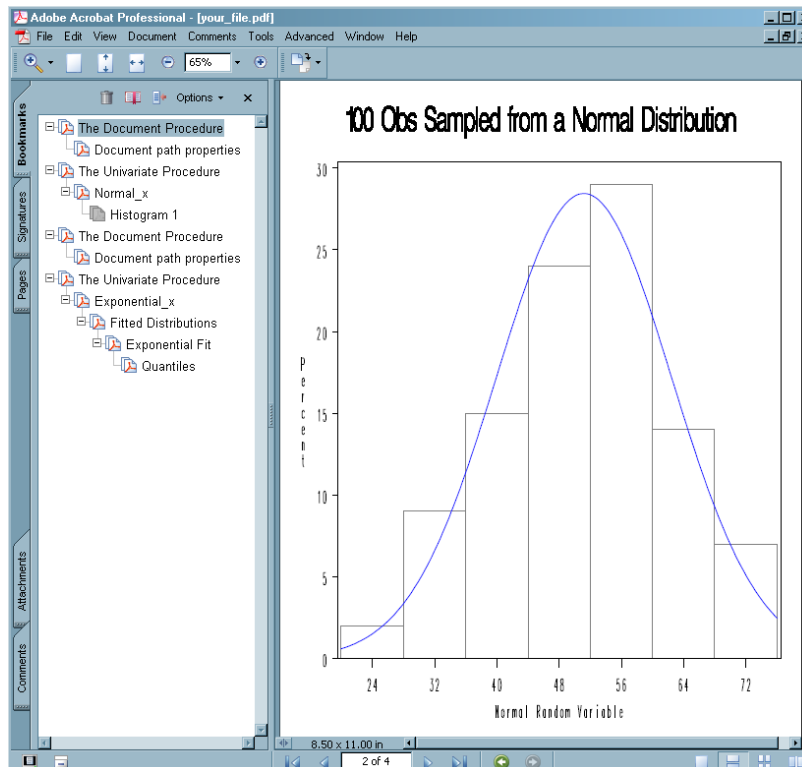 Adobe Acrobat Professional - [your_file.pdf]
File Edit View Document Comments Tools Advanced Window Help
65%
Options
Bookmarks
Signatures
Pages
Attachments
Comments
The Document Procedure
Document path properties
The Univariate Procedure
Normal_x
Histogram 1
The Document Procedure
Document path properties
The Univariate Procedure
Exponential_x
Fitted Distributions
Exponential Fit
Quantiles
100 Obs Sampled from a Normal Distribution
30
25
20
15
10
5
0
Percent
24 32 40 48 56 64 72
Normal Random Variable
8.50 x 11.00 in
2 of 4